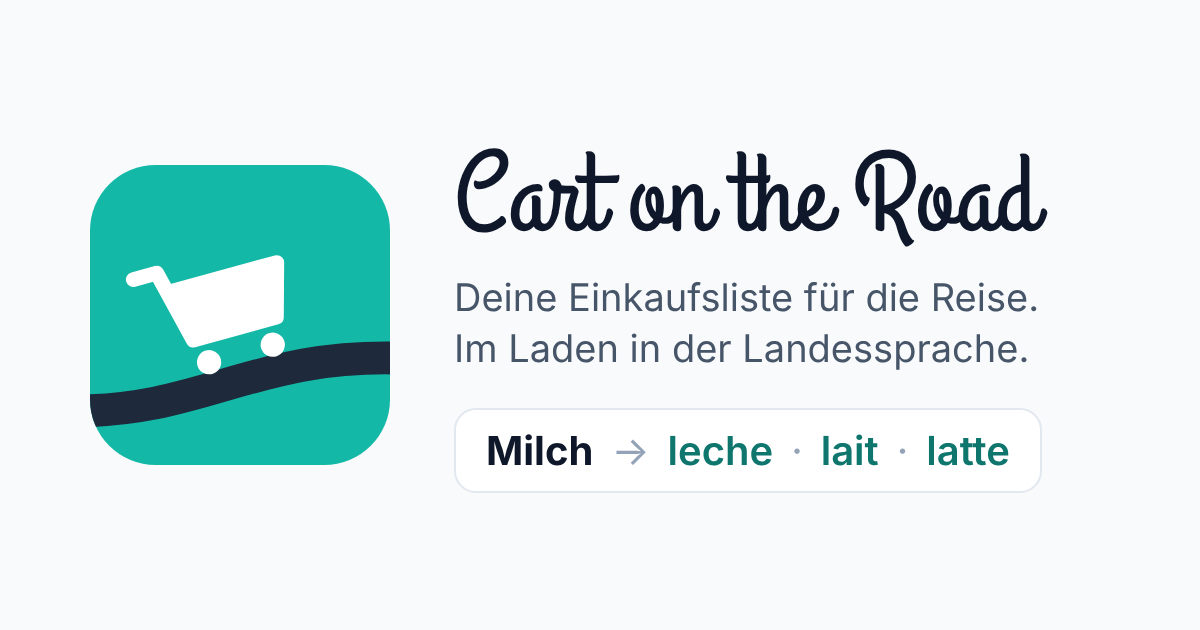 Cart on the Road
Deine Einkaufsliste für die Reise.
Im Laden in der Landessprache.
Milch → leche · lait · latte